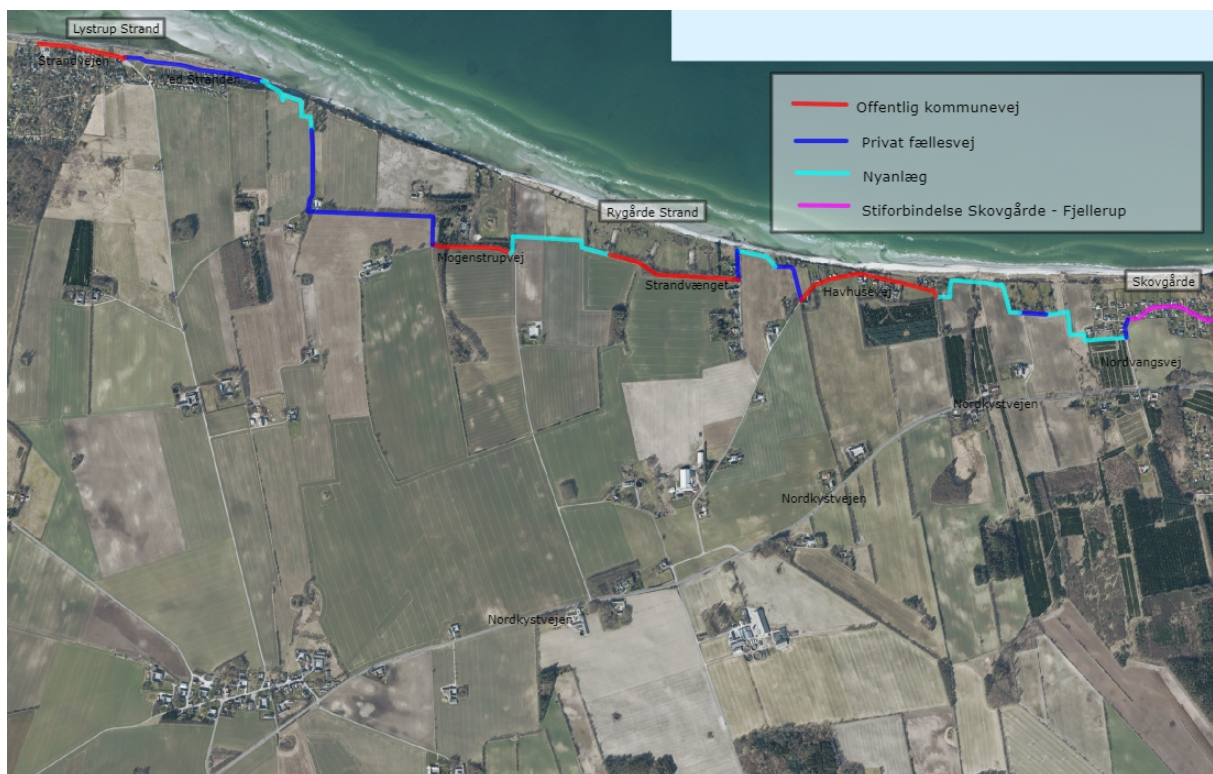 Lystrup Strand
Strandvejen
Ved Stranden
Offentlig kommunevej
Privat fællesvej
Nyanlæg
Stiforbindelse Skovgårde - Fjellerup
Rygårde Strand
Mogenstrupvej
Strandvænget
Havhusevej
Skovgårde
Nordvangsvej
Nordkystvejen
Nordkystvejen
Nordkystvejen